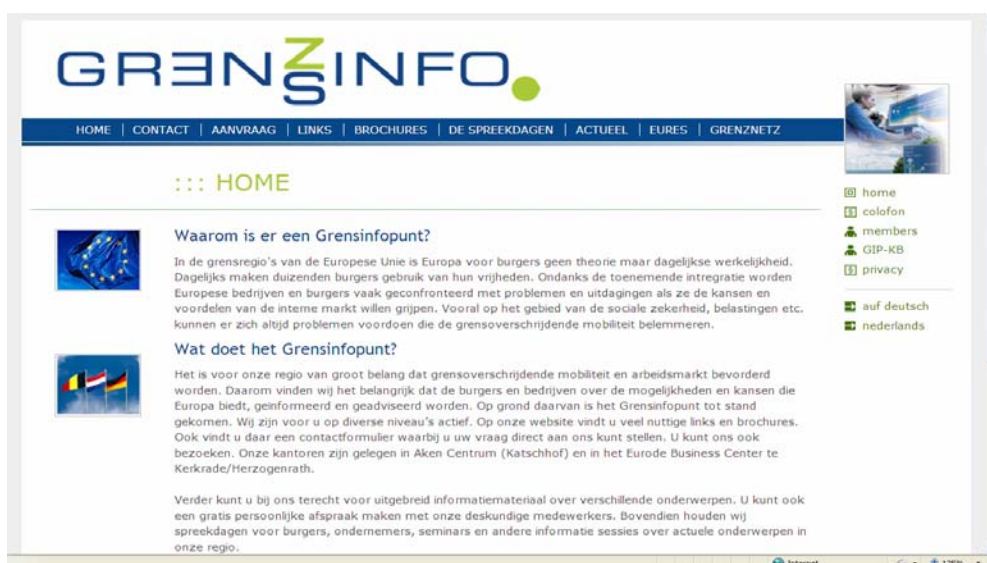 GRENZSINFO.
HOME | CONTACT | AANVRAAG | LINKS | BROCHURES | DE SPREEKDAGEN | ACTUEEL | EURES | GRENZNETZ
::: HOME
Waarom is er een Grensinfopunt?
In de grensregio's van de Europese Unie is Europa voor burgers geen theorie maar dagelijkse werkelijkheid.
Dagelijks maken duizenden burgers gebruik van hun vrijheden. Ondanks de toenemende intregratie worden
Europese bedrijven en burgers vaak geconfronteerd met problemen en uitdagingen als ze de kansen en
voordelen van de interne markt willen grijpen. Vooral op het gebied van de sociale zekerheid, belastingen etc.
kunnen er zich altijd problemen voordoen die de grensoverschrijdende mobiliteit belemmeren.
Wat doet het Grensinfopunt?
Het is voor onze regio van groot belang dat grensoverschrijdende mobiliteit en arbeidsmarkt bevorderd
worden. Daarom vinden wij het belangrijk dat de burgers en bedrijven over de mogelijkheden en kansen die
Europa biedt, geinformeerd en geadviseerd worden. Op grond daarvan is het Grensinfopunt tot stand
gekomen. Wij zijn voor u op diverse niveau's actief. Op onze website vindt u veel nuttige links en brochures.
Ook vindt u daar een contactformulier waarbij u uw vraag direct aan ons kunt stellen. U kunt ons ook
bezoeken. Onze kantoren zijn gelegen in Aken Centrum (Katschhof) en in het Eurode Business Center te
Kerkrade/Herzogenrath.
Verder kunt u bij ons terecht voor uitgebreid informatiemateriaal over verschillende onderwerpen. U kunt ook
een gratis persoonlijke afspraak maken met onze deskundige medewerkers. Bovendien houden wij
spreekdagen voor burgers, ondernemers, seminars en andere informatie sessies over actuele onderwerpen in
onze regio.
home
colofon
members
GIP-KB
privacy
auf deutsch
nederlands
Internet
125%